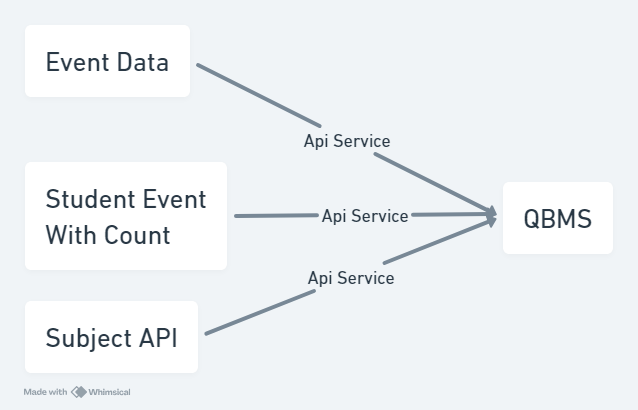 Event Data
Api Service
Student Event
With Count
Api Service
QBMS
Api Service
Subject API
Made with Whimsical